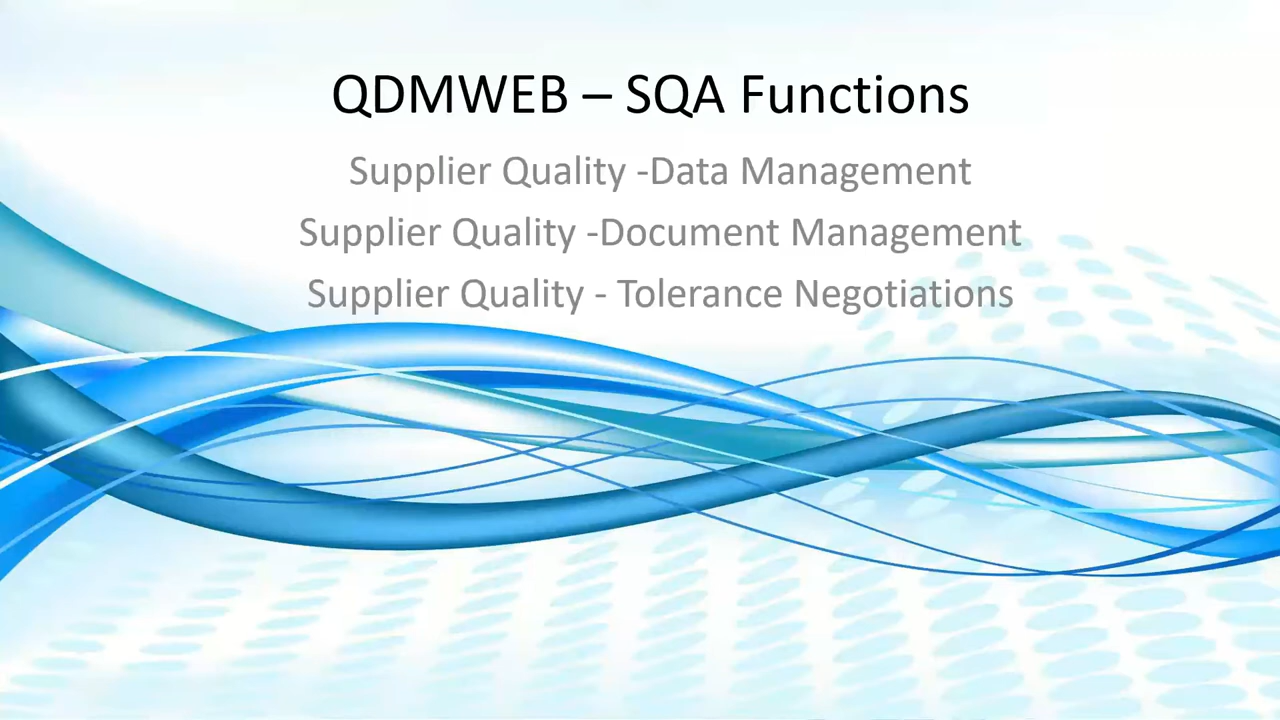 QDMWEB – SQA Functions
Supplier Quality -Data Management
Supplier Quality -Document Management
Supplier Quality - Tolerance Negotiations